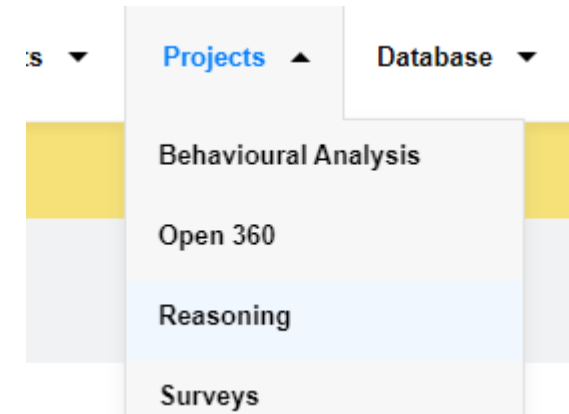 Projects Database
Behavioural Analysis
Open 360
Reasoning
Surveys